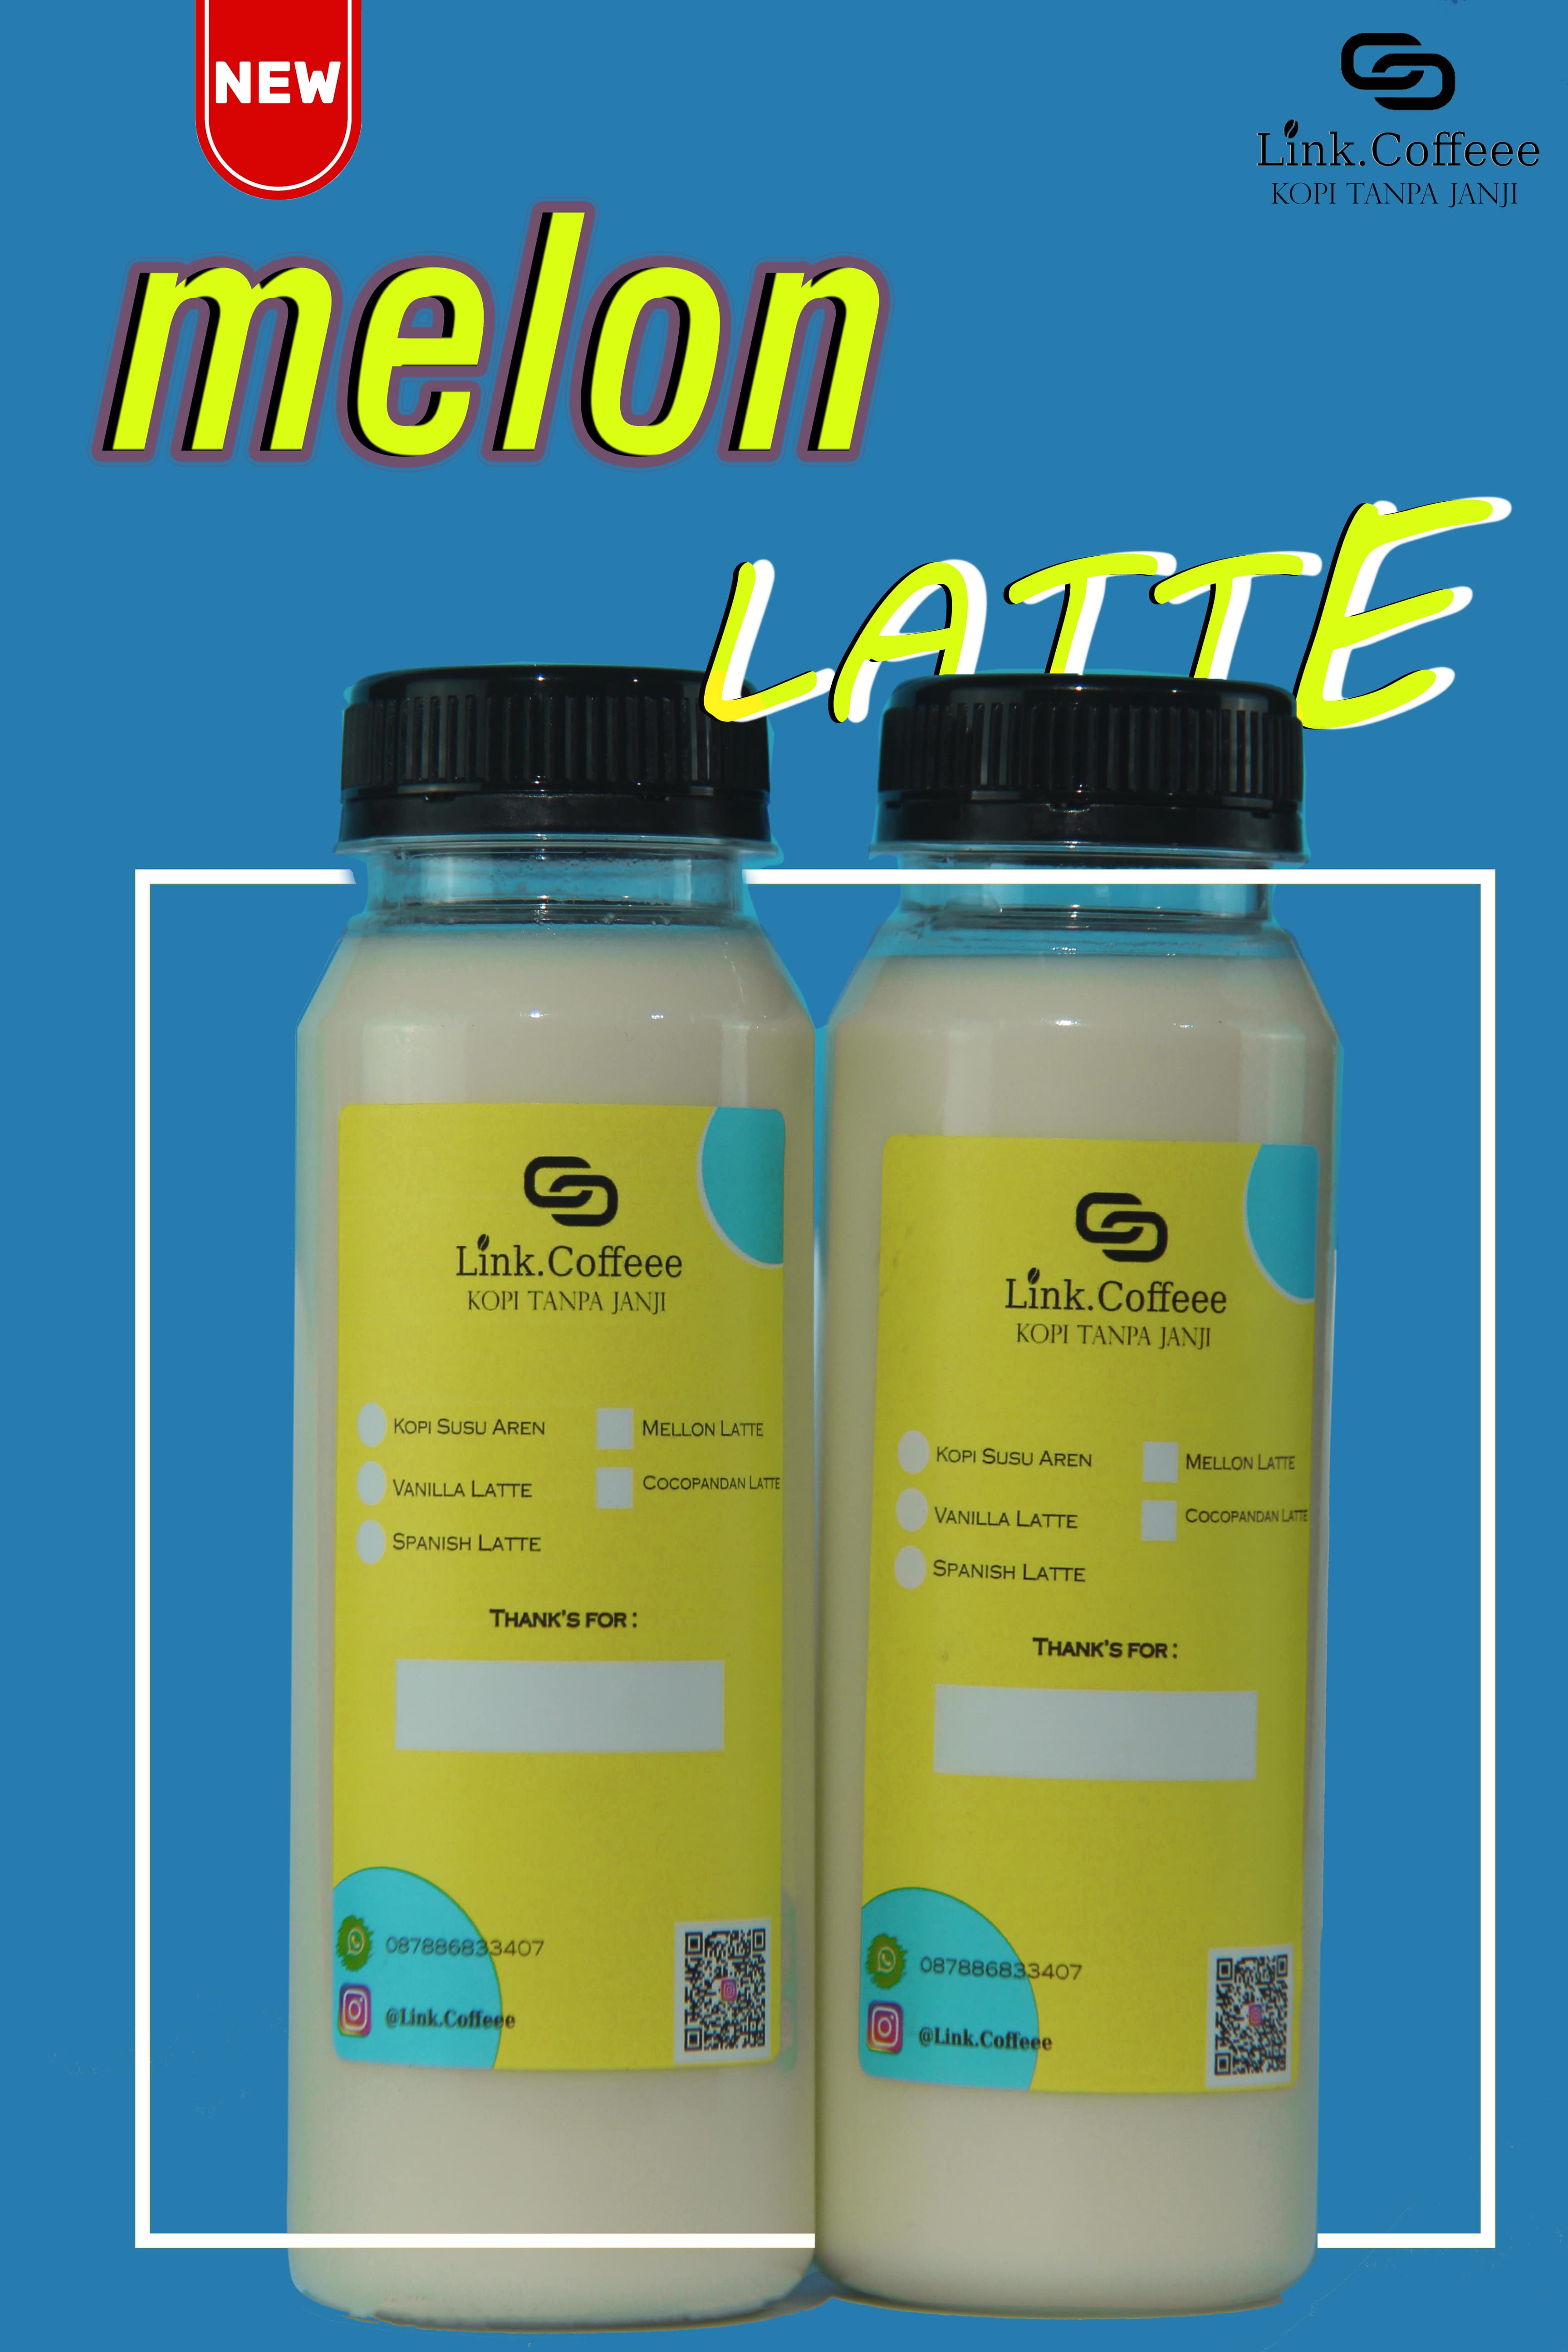 NEW
Link.Coffeee
KOPI TANPA JANJI
melon
LATTE
Link.Coffeee
KOPI TANPA JANJI
Kopi Susu Aren
Mellon Latte
Vanilla Latte
Cocopandan Latte
Spanish Latte
Thank's for :
087886833407
@Link.Coffeee
Link.Coffeee
KOPI TANPA JANJI
Kopi Susu Aren
Mellon Latte
Vanilla Latte
Cocopandan Latte
Spanish Latte
Thank's for :
087886833407
@Link.Coffeee